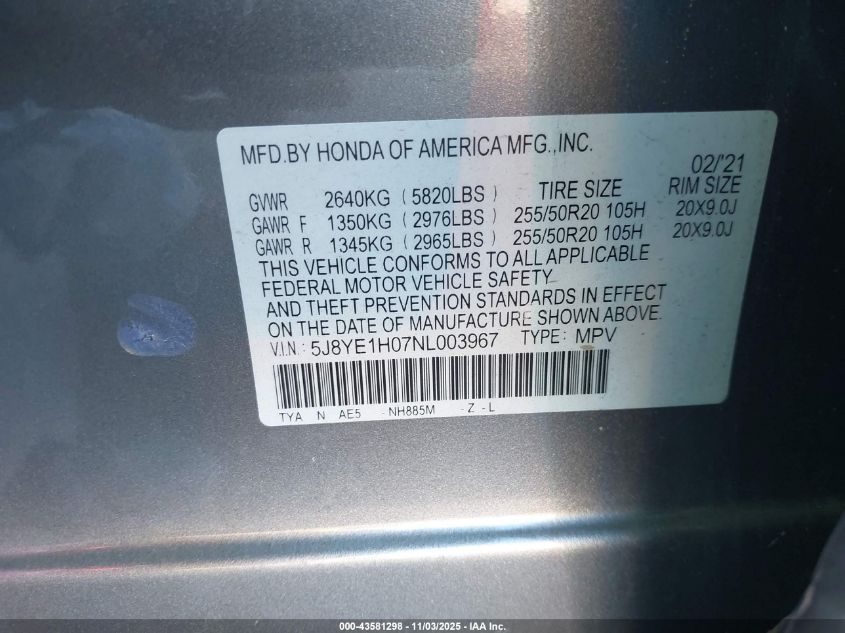 MFD.BY HONDA OF AMERICA MFG.,INC.
02/'21
GVWR 2640KG (5820LBS) TIRE SIZE RIM SIZE
GAWR F 1350KG (2976LBS) 255/50R20 105H 20X9.0J
GAWR R 1345KG (2965LBS) 255/50R20 105H 20X9.0J
THIS VEHICLE CONFORMS TO ALL APPLICABLE
FEDERAL MOTOR VEHICLE SAFETY
AND THEFT PREVENTION STANDARDS IN EFFECT
ON THE DATE OF MANUFACTURE SHOWN ABOVE.
V.I.N: 5J8YE1H07NL003967 TYPE: MPV
TYA N AE5 -NH885M -Z -L
000-43581298 - 11/03/2025 - IAA Inc.